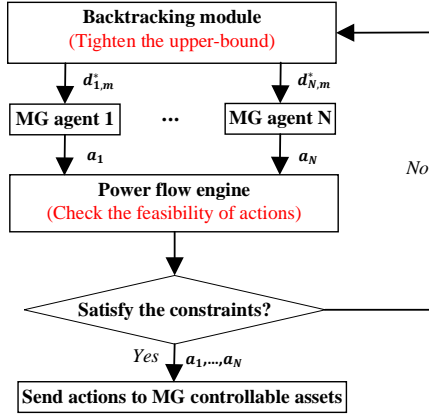 Backtracking module
(Tighten the upper-bound)
d*1,m d*N,m
MG agent 1 ... MG agent N
a1 aN
Power flow engine
(Check the feasibility of actions)
No
Satisfy the constraints?
Yes a1,...,aN
Send actions to MG controllable assets